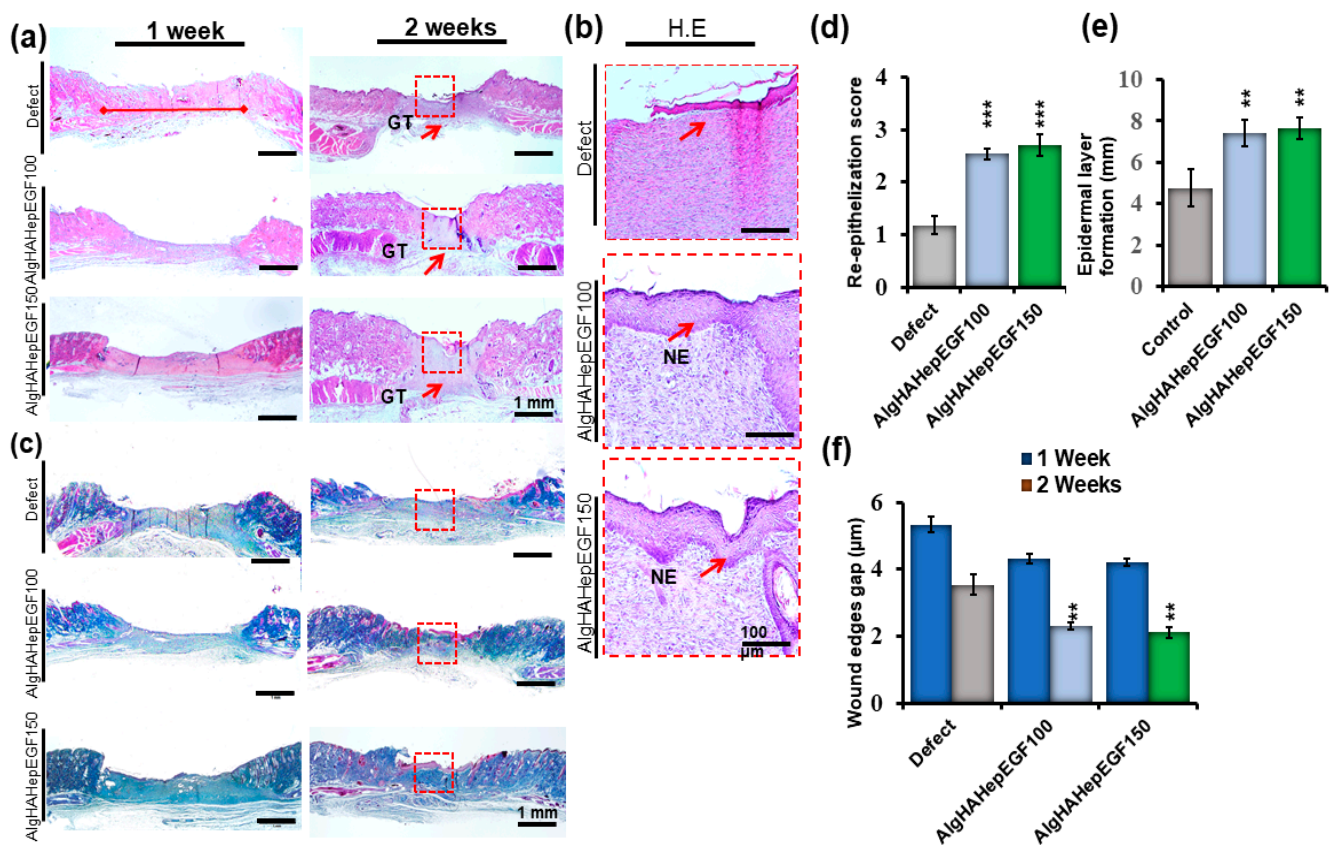 (a)
1 week
2 weeks
Defect
AlgHAHepEGF100
AlgHAHepEGF150
GT
GT
GT
1 mm
(b)
H.E
Defect
AlgHAHepEGF100
AlgHAHepEGF150
NE
NE
100
µm
(c)
Defect
AlgHAHepEGF100
AlgHAHepEGF150
1 mm
(d)
Re-epithelization score
4
3
2
1
0
***
***
Defect
AlgHAHepEGF100
AlgHAHepEGF150
(e)
Epidermal layer
formation (mm)
10
8
6
4
2
0
**
**
Control
AlgHAHepEGF100
AlgHAHepEGF150
(f)
1 Week
2 Weeks
Wound edges gap (µm)
6
4
2
0
**
**
Defect
AlgHAHepEGF100
AlgHAHepEGF150